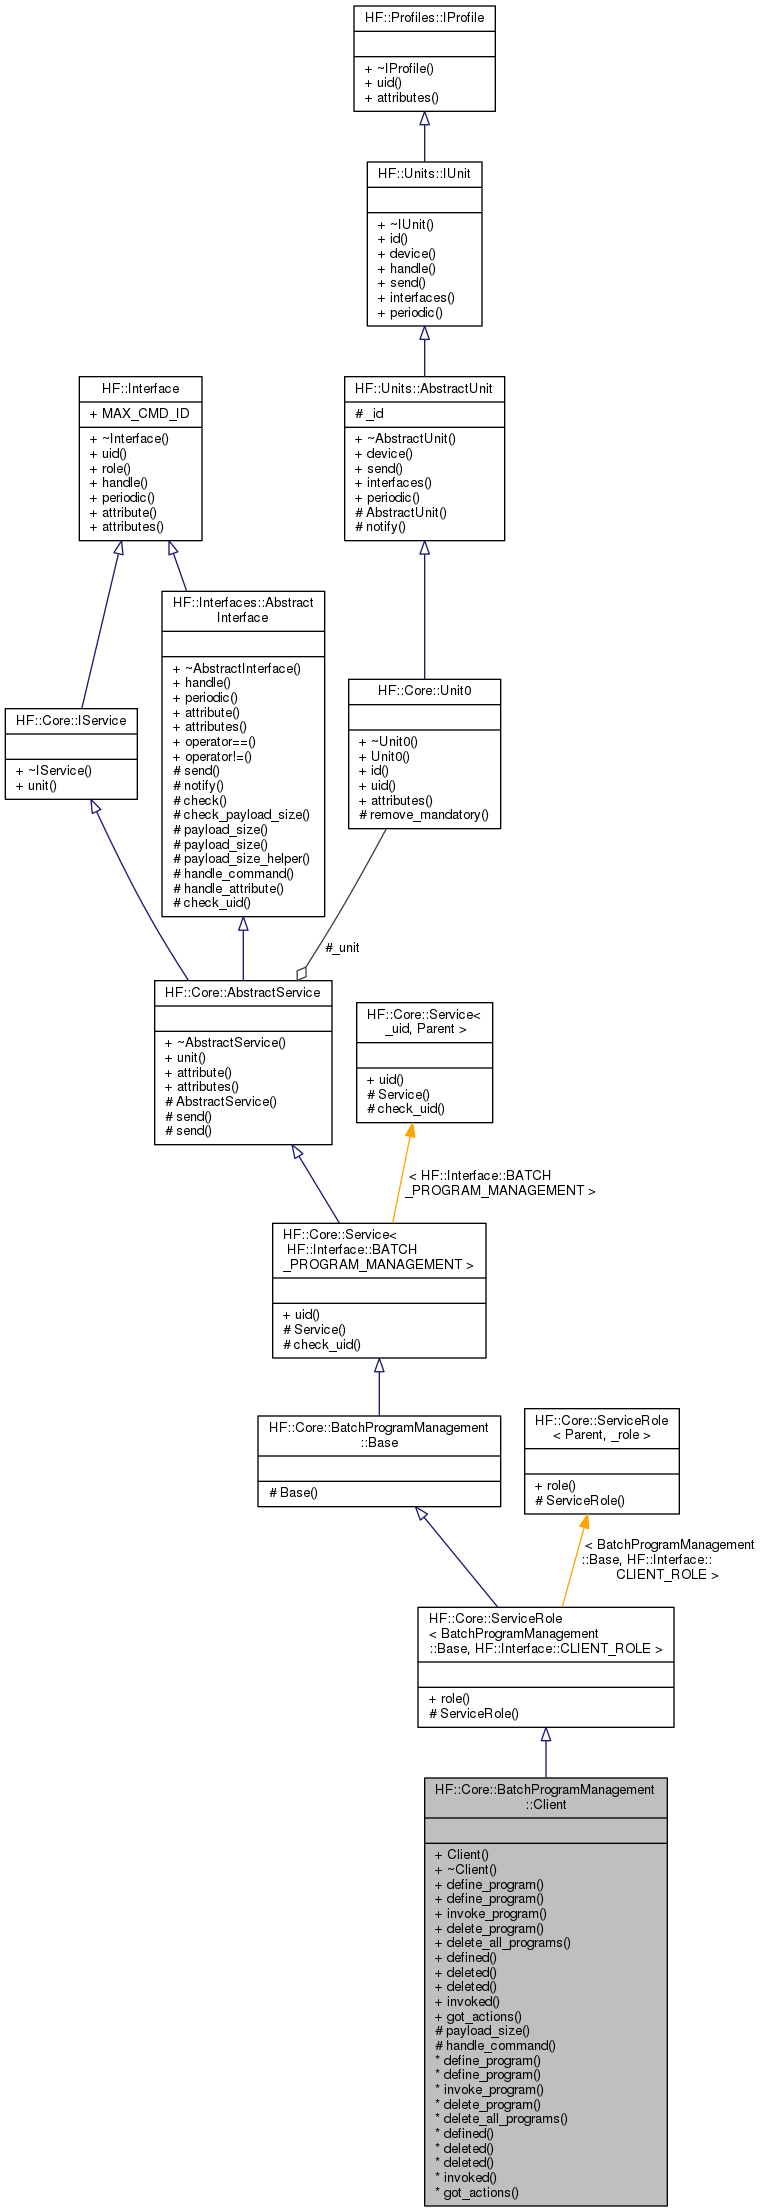 HF::Profiles::IProfile
+ ~IProfile()
+ uid()
+ attributes()
HF::Units::IUnit
+ ~IUnit()
+ id()
+ device()
+ handle()
+ send()
+ interfaces()
+ periodic()
HF::Interface
+ MAX_CMD_ID
+ ~Interface()
+ uid()
+ role()
+ handle()
+ periodic()
+ attribute()
+ attributes()
HF::Units::AbstractUnit
# _id
+ ~AbstractUnit()
+ device()
+ send()
+ interfaces()
+ periodic()
# AbstractUnit()
# notify()
HF::Interfaces::Abstract
Interface
+ ~AbstractInterface()
+ handle()
+ periodic()
+ attribute()
+ attributes()
+ operator==()
+ operator!=()
# send()
# notify()
# check()
# check_payload_size()
# payload_size()
# payload_size()
# payload_size_helper()
# handle_command()
# handle_attribute()
# check_uid()
HF::Core::Unit0
+ ~Unit0()
+ Unit0()
+ id()
+ uid()
+ attributes()
# remove_mandatory()
HF::Core::IService
+ ~IService()
+ unit()
#_unit
HF::Core::AbstractService
+ ~AbstractService()
+ unit()
+ attribute()
+ attributes()
# AbstractService()
# send()
# send()
HF::Core::Service<
_uid, Parent >
+ uid()
# Service()
# check_uid()
< HF::Interface::BATCH
_PROGRAM_MANAGEMENT >
HF::Core::Service<
HF::Interface::BATCH
_PROGRAM_MANAGEMENT >
+ uid()
# Service()
# check_uid()
HF::Core::BatchProgramManagement
::Base
# Base()
HF::Core::ServiceRole
< Parent, _role >
+ role()
# ServiceRole()
< BatchProgramManagement
::Base, HF::Interface::
CLIENT_ROLE >
HF::Core::ServiceRole
< BatchProgramManagement
::Base, HF::Interface::CLIENT_ROLE >
+ role()
# ServiceRole()
HF::Core::BatchProgramManagement
::Client
+ Client()
+ ~Client()
+ define_program()
+ define_program()
+ invoke_program()
+ delete_program()
+ delete_all_programs()
+ defined()
+ deleted()
+ deleted()
+ invoked()
+ got_actions()
# payload_size()
# handle_command()
* define_program()
* define_program()
* invoke_program()
* delete_program()
* delete_all_programs()
* defined()
* deleted()
* deleted()
* invoked()
* got_actions()